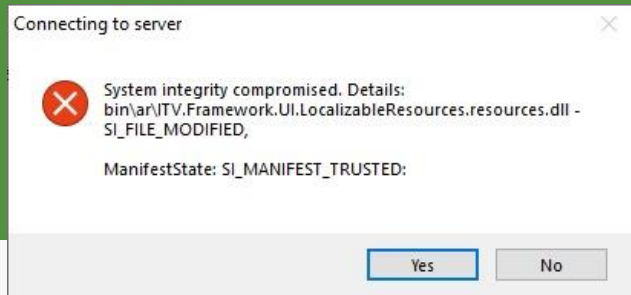 Connecting to server
System integrity compromised. Details:
bin\ar\ITV.Framework.UI.LocalizableResources.resources.dll -
SI_FILE_MODIFIED,
ManifestState: SI_MANIFEST_TRUSTED:
Yes No